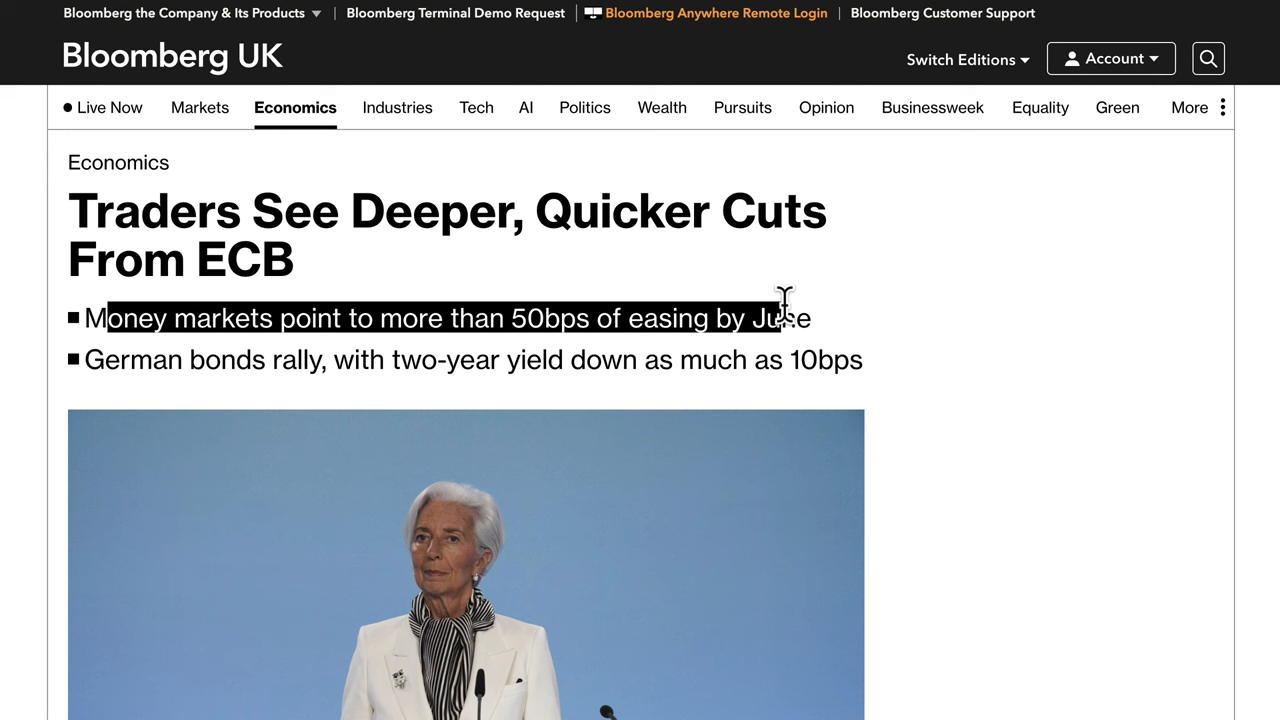 Bloomberg the Company & Its Products
Bloomberg Terminal Demo Request
Bloomberg Anywhere Remote Login
Bloomberg Customer Support
Bloomberg UK
Switch Editions
Account
Live Now
Markets
Economics
Industries
Tech
AI
Politics
Wealth
Pursuits
Opinion
Businessweek
Equality
Green
More
Economics
Traders See Deeper, Quicker Cuts
From ECB
Money markets point to more than 50bps of easing by June
German bonds rally, with two-year yield down as much as 10bps